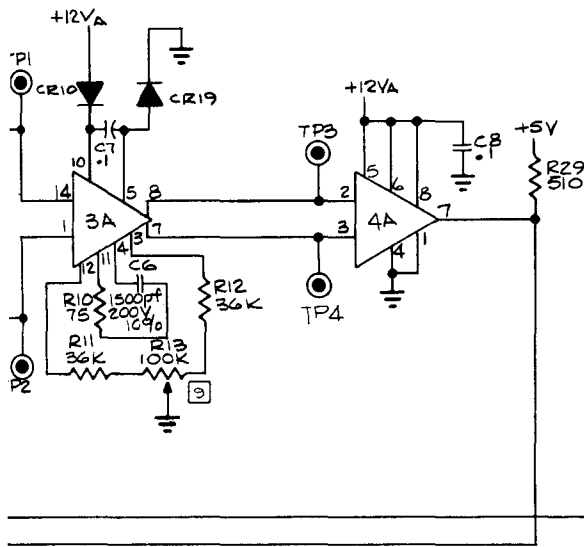 +12VA
TP1
CR10
CR19
C7
.1
10
5
14
1
3A
8
7
12
11
4
3
C6
1500pf
200V
10%
R10
75
R12
36K
R11
36K
R13
100K
9
P2
TP3
TP4
+12VA
5
6
8
2
3
4A
7
4
1
C8
.1
+5V
R29
510